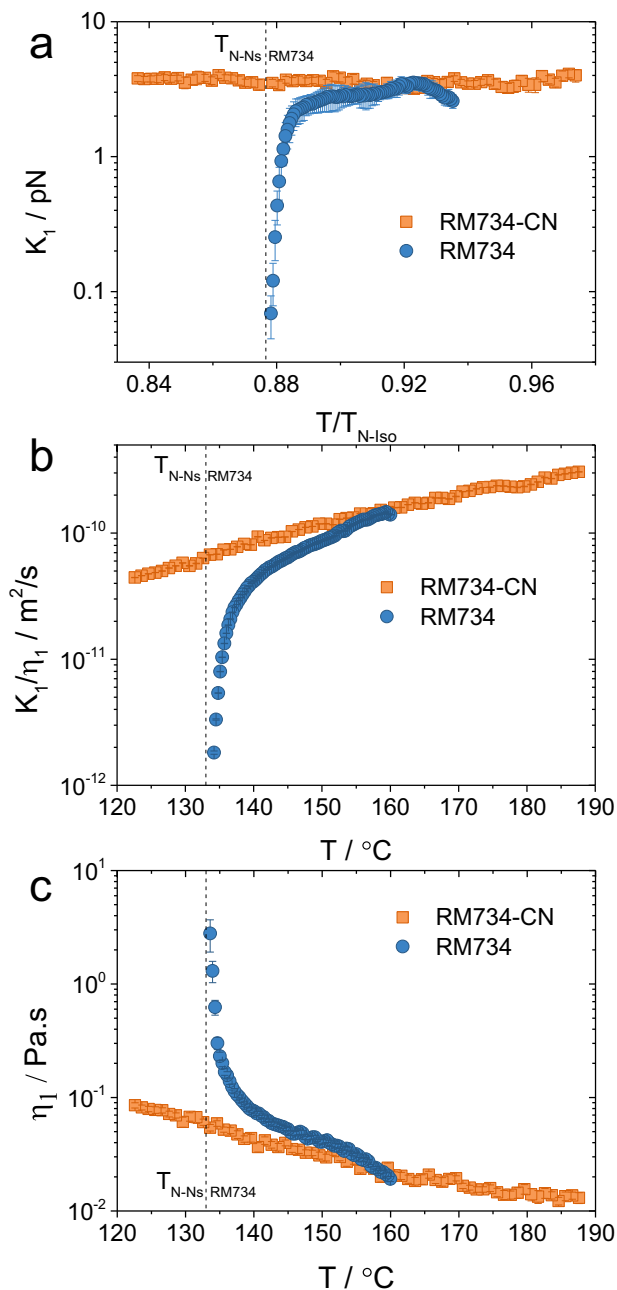 a
T_N-Ns RM734
10
1
0.1
K_1 / pN
RM734-CN
RM734
0.84 0.88 0.92 0.96
T/T_N-Iso
b
T_N-Ns RM734
10^-10
10^-11
10^-12
K_1/η_1 / m^2/s
RM734-CN
RM734
120 130 140 150 160 170 180 190
T / °C
c
10^1
10^0
10^-1
10^-2
η_1 / Pa.s
RM734-CN
RM734
T_N-Ns RM734
120 130 140 150 160 170 180 190
T / °C